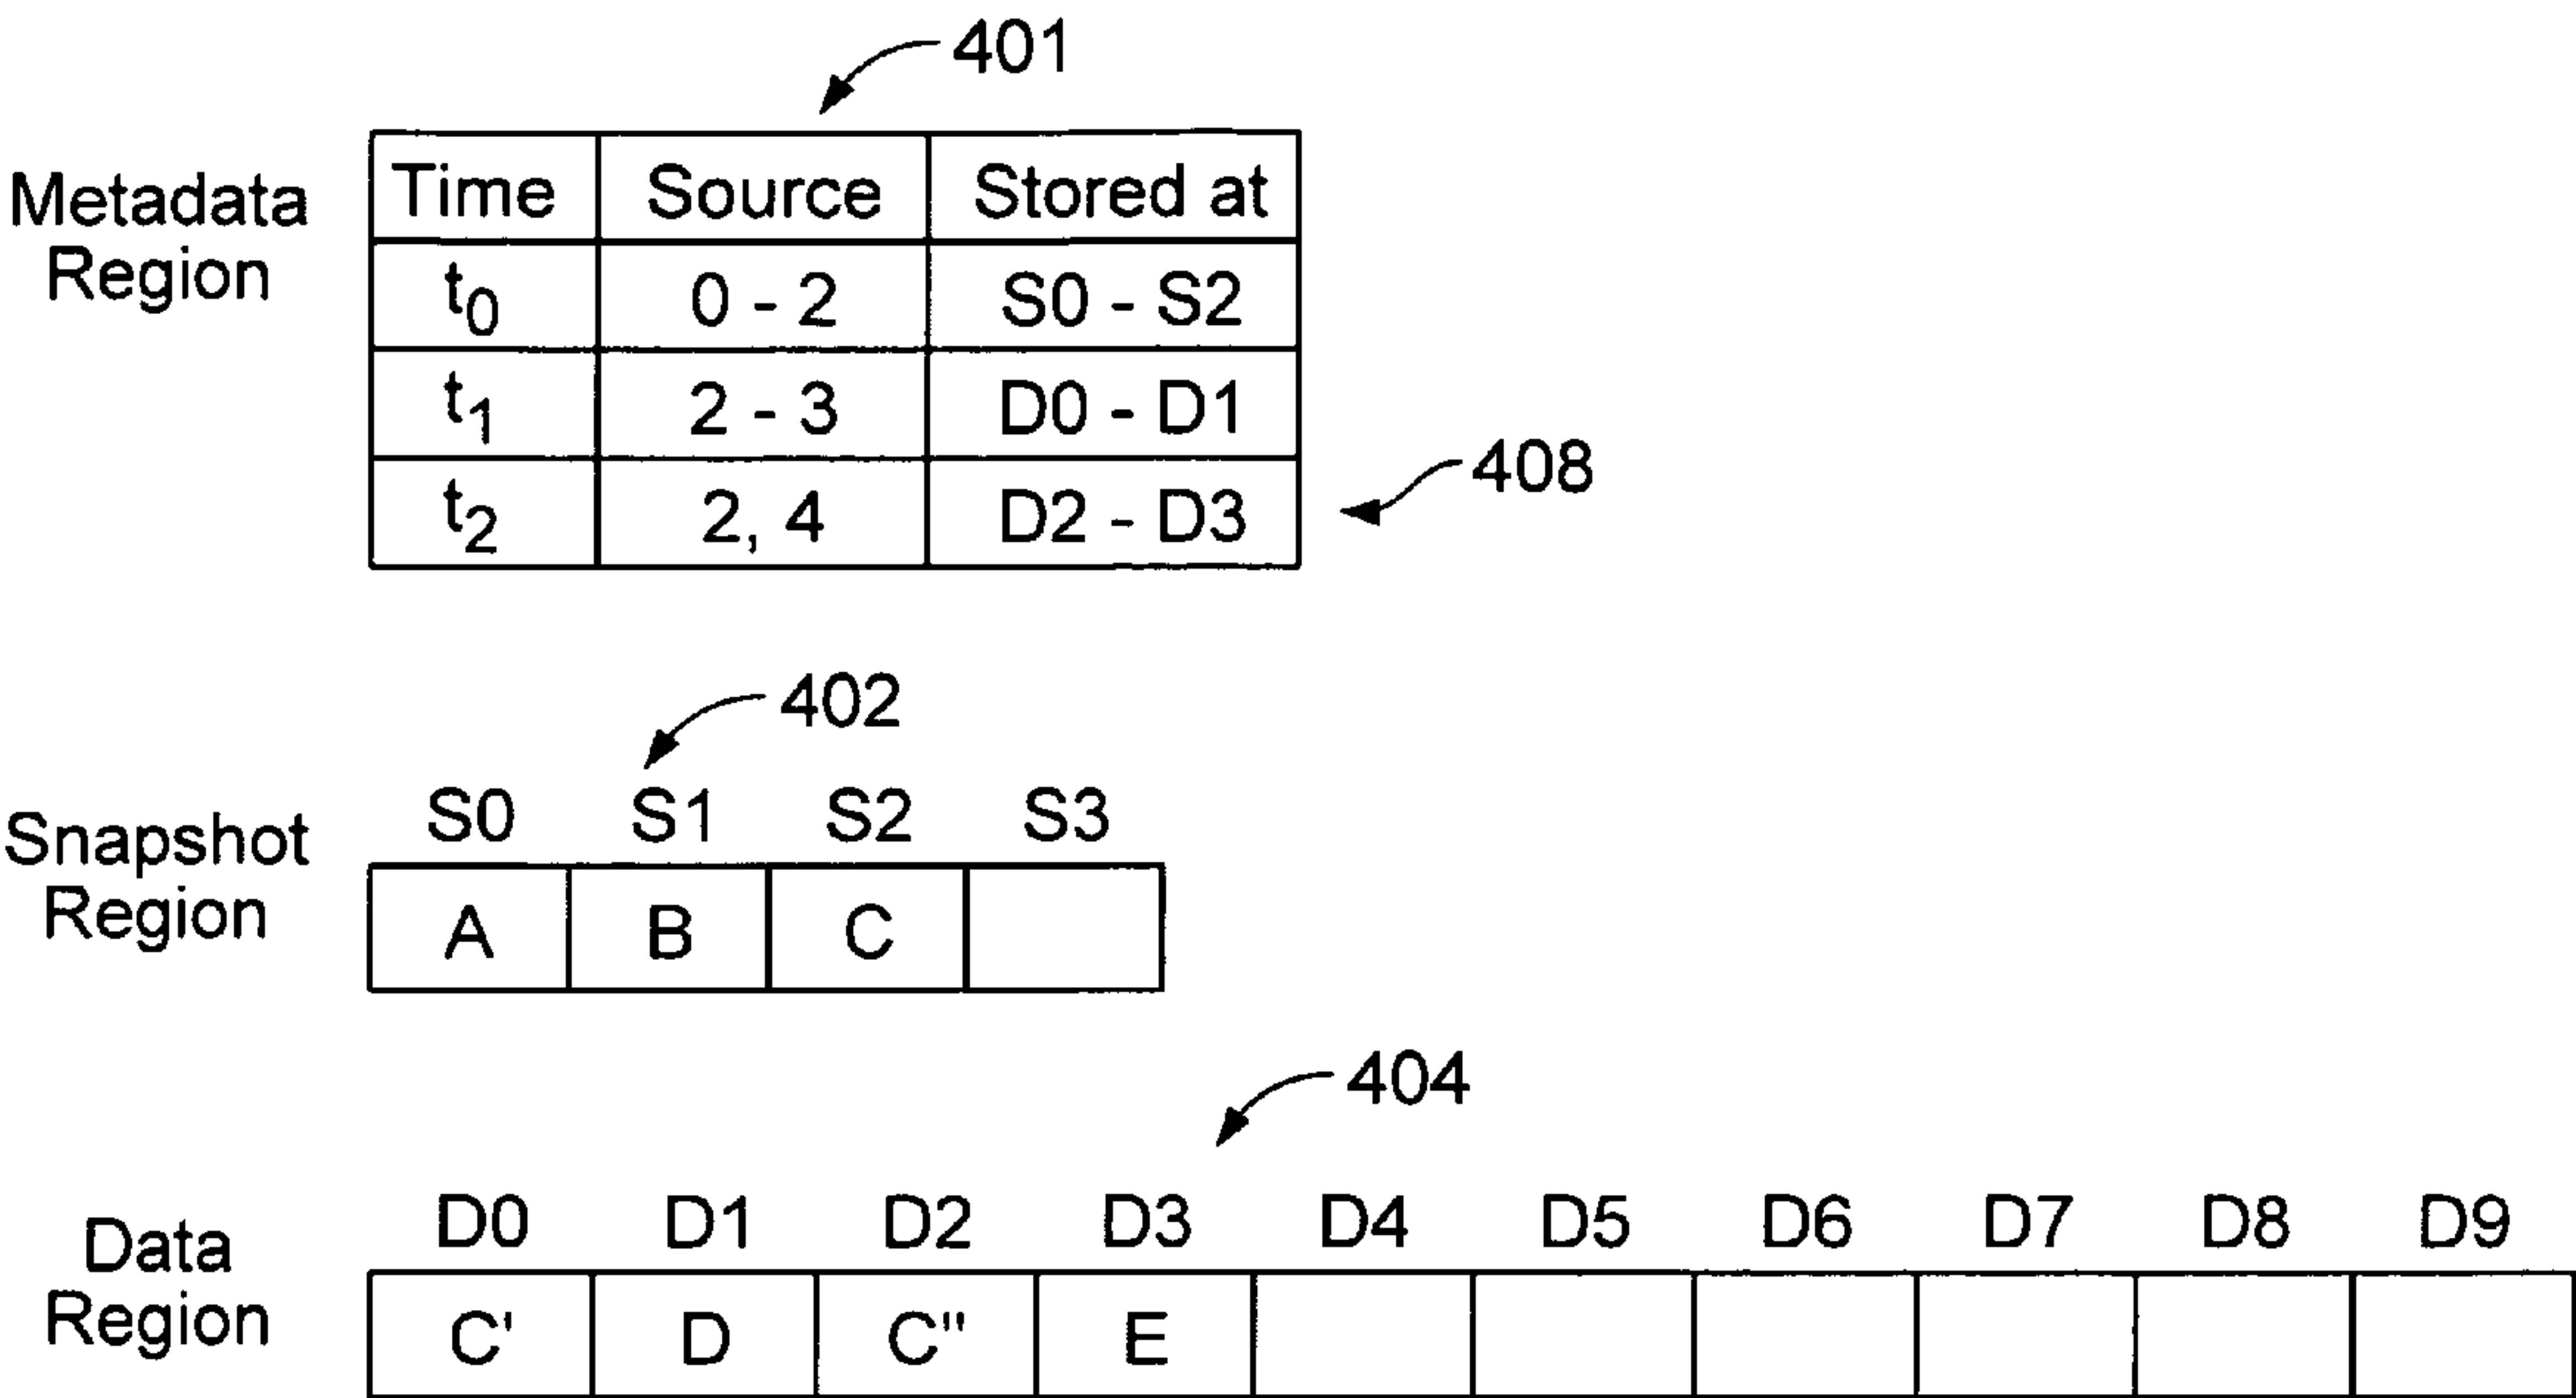 401
Metadata
Region
Time Source Stored at
t0 0 - 2 S0 - S2
t1 2 - 3 D0 - D1
t2 2, 4 D2 - D3
408
402
Snapshot
Region
S0 S1 S2 S3
A B C
404
Data
Region
D0 D1 D2 D3 D4 D5 D6 D7 D8 D9
C' D C" E